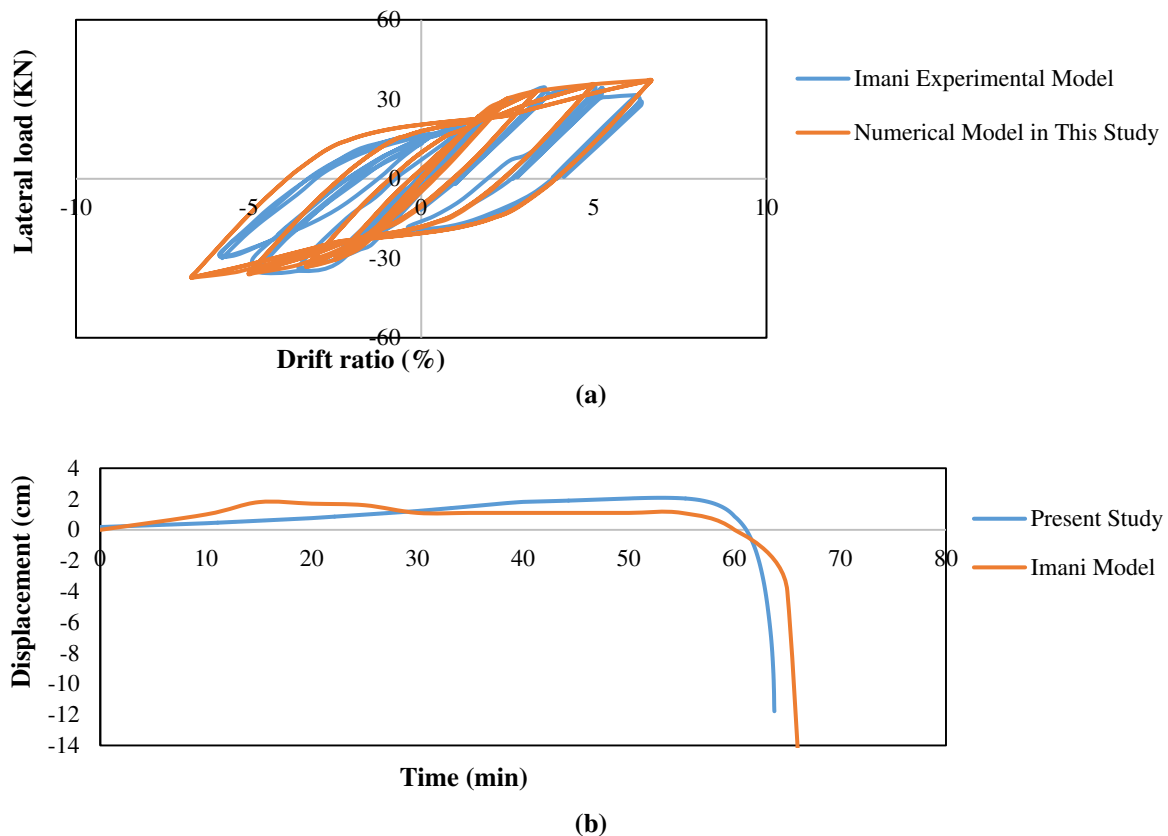 60
30
0
-30
-60
-10
-5
0
5
10
Lateral load (KN)
Drift ratio (%)
Imani Experimental Model
Numerical Model in This Study
(a)
4
2
0
-2
-4
-6
-8
-10
-12
-14
0
10
20
30
40
50
60
70
80
Displacement (cm)
Time (min)
Present Study
Imani Model
(b)